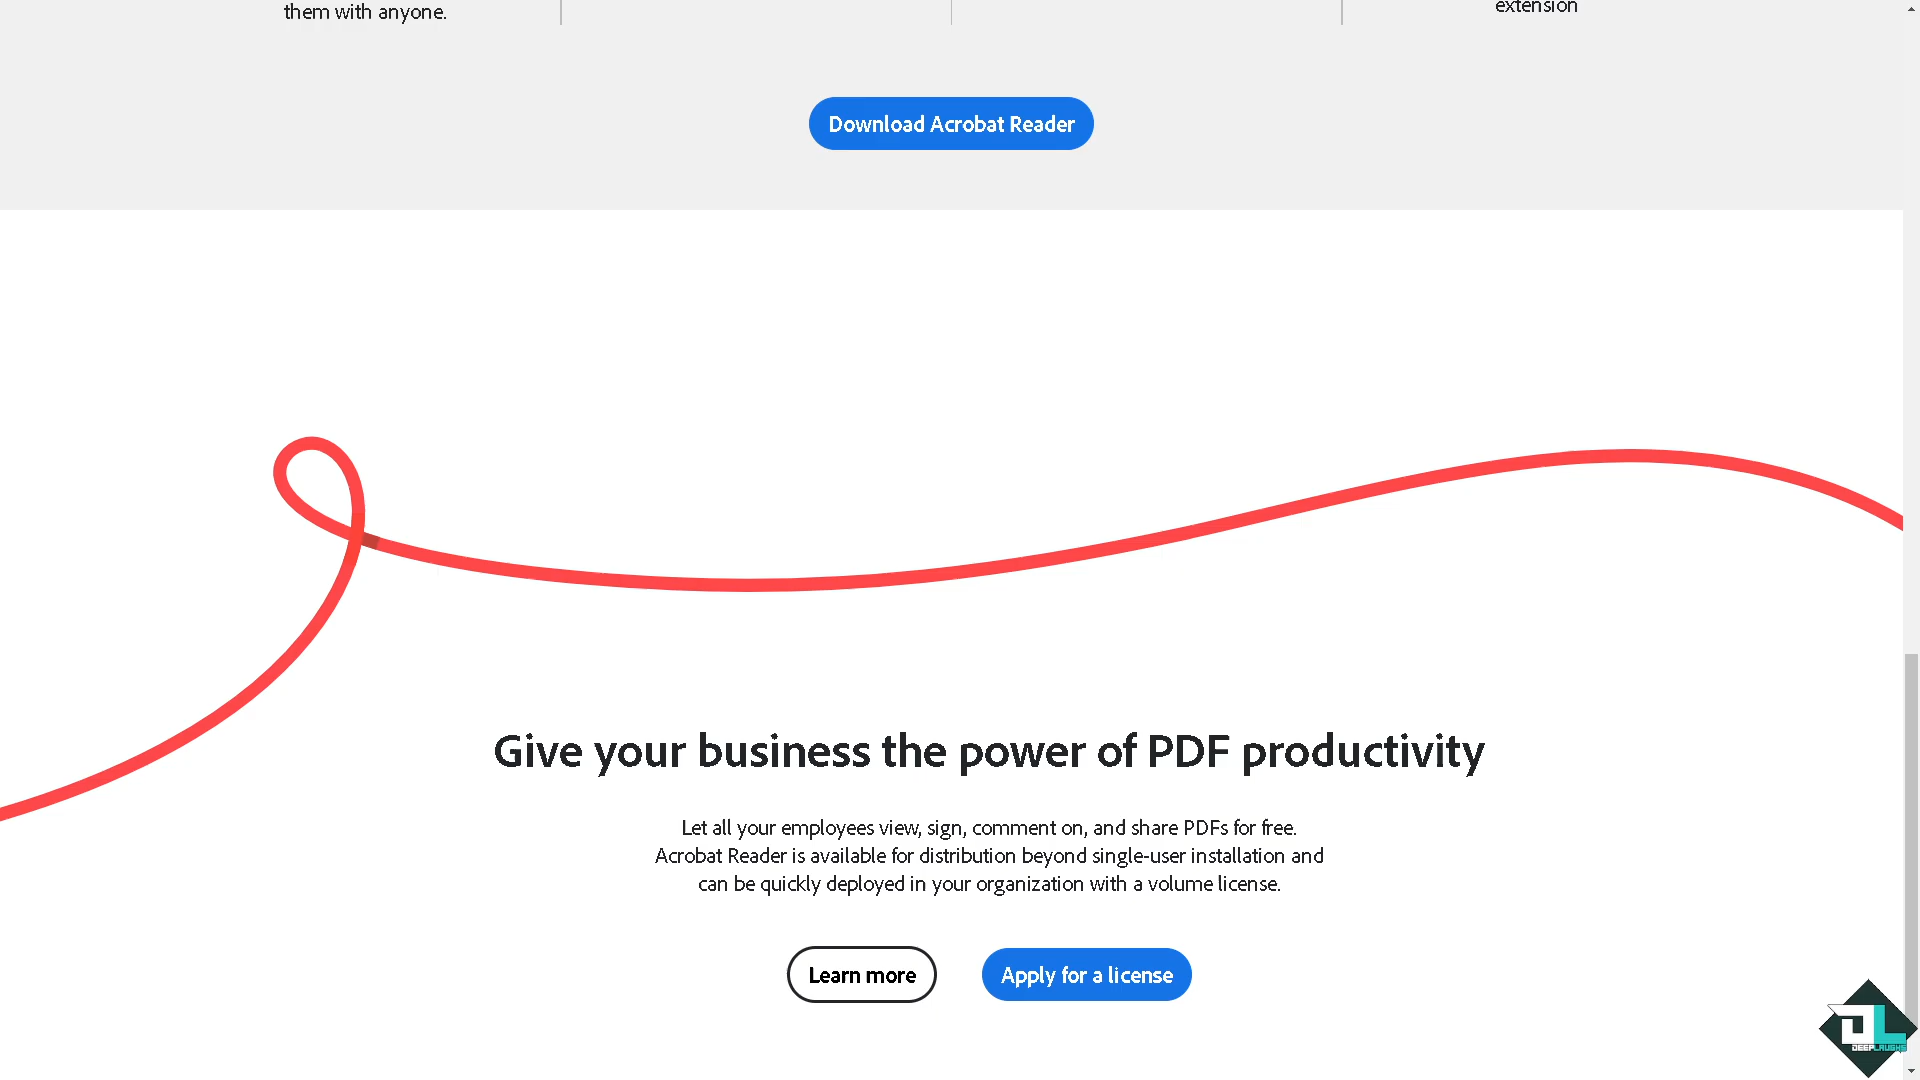 them with anyone.
extension
Download Acrobat Reader
Give your business the power of PDF productivity
Let all your employees view, sign, comment on, and share PDFs for free.
Acrobat Reader is available for distribution beyond single-user installation and
can be quickly deployed in your organization with a volume license.
Learn more
Apply for a license
DEEPLAUGHS